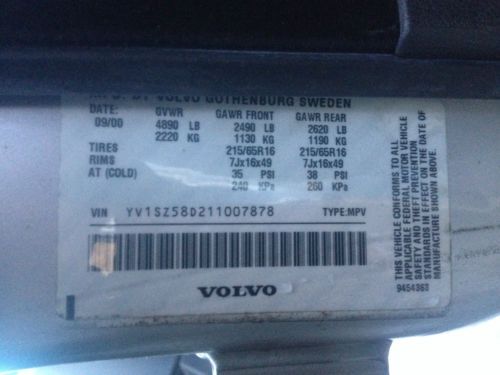 MFD. BY VOLVO GOTHENBURG SWEDEN
DATE: GVWR GAWR FRONT GAWR REAR
09/00 4890 LB 2490 LB 2620 LB
2220 KG 1130 KG 1190 KG
TIRES 215/65R16 215/65R16
RIMS 7Jx16x49 7Jx16x49
AT (COLD) 35 PSI 38 PSI
240 KPa 260 KPa
VIN YV1SZ58D211007878 TYPE:MPV
VOLVO
THIS VEHICLE CONFORMS TO ALL
APPLICABLE FEDERAL MOTOR VEHICLE
SAFETY AND THEFT PREVENTION
STANDARDS IN EFFECT ON THE DATE OF
MANUFACTURE SHOWN ABOVE.
9454363